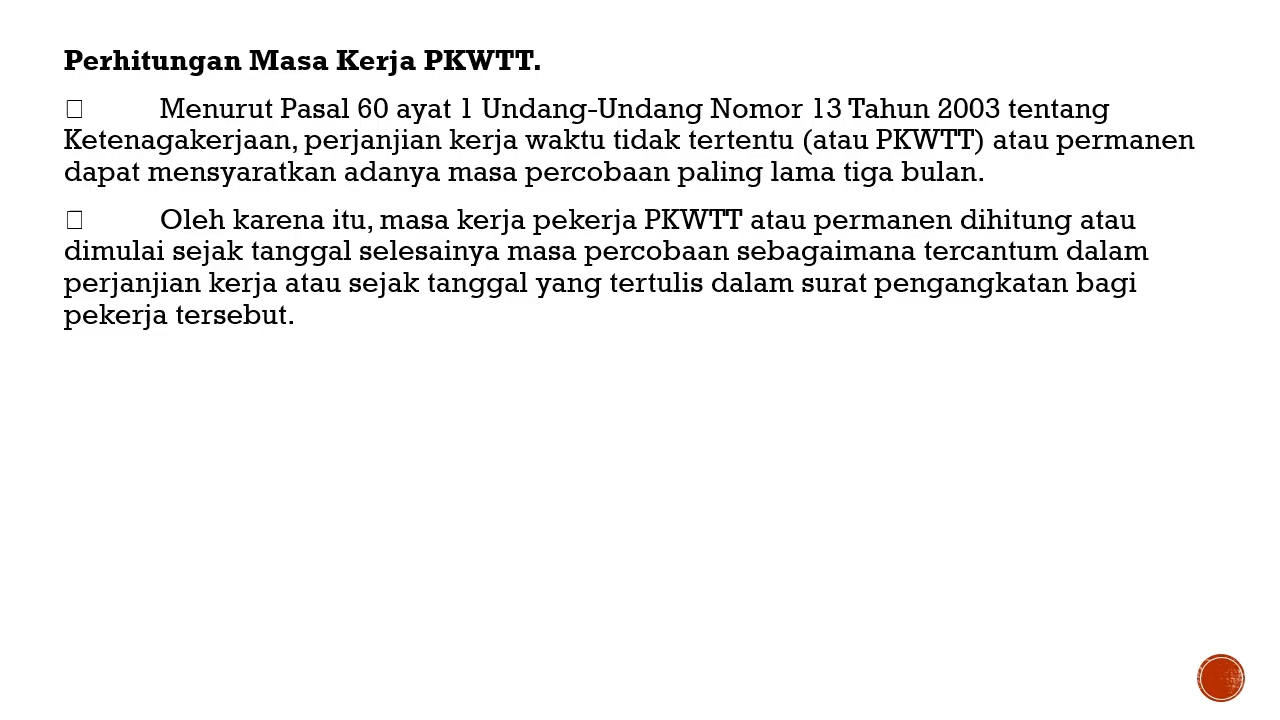 Perhitungan Masa Kerja PKWTT.
□ Menurut Pasal 60 ayat 1 Undang-Undang Nomor 13 Tahun 2003 tentang
Ketenagakerjaan, perjanjian kerja waktu tidak tertentu (atau PKWTT) atau permanen
dapat mensyaratkan adanya masa percobaan paling lama tiga bulan.
□ Oleh karena itu, masa kerja pekerja PKWTT atau permanen dihitung atau
dimulai sejak tanggal selesainya masa percobaan sebagaimana tercantum dalam
perjanjian kerja atau sejak tanggal yang tertulis dalam surat pengangkatan bagi
pekerja tersebut.